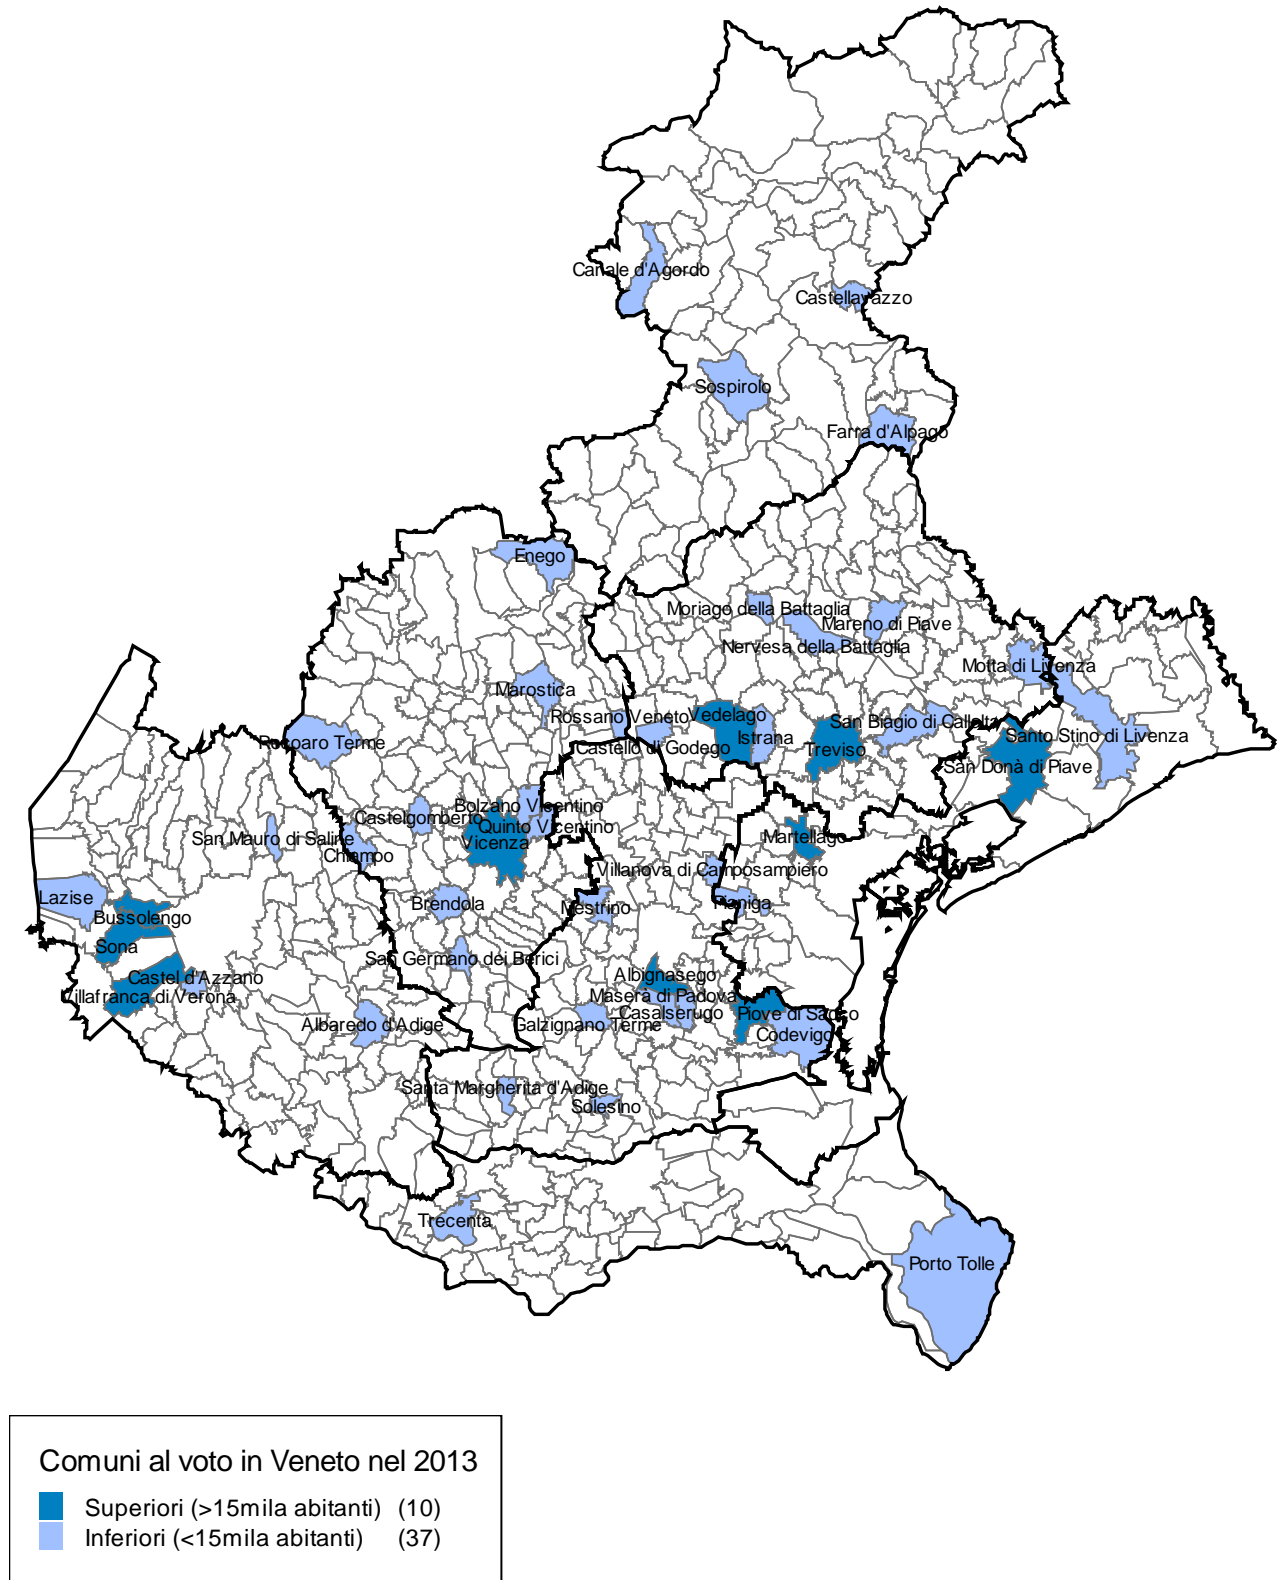 Canale d'Agordo
Castellavazzo
Sospirolo
Farra d'Alpago
Enego
Moriago della Battaglia
Mareno di Piave
Nervesa della Battaglia
Motta di Livenza
Marostica
Rossano Veneto
Vedelago
San Biagio di Callalta
Recoaro Terme
Castello di Godego
Istrana
Treviso
Santo Stino di Livenza
San Donà di Piave
Bolzano Vicentino
Castelgomberto
Quinto Vicentino
San Mauro di Saline
Vicenza
Martellago
Chiampo
Villanova di Camposampiero
Lazise
Brendola
Mestrino
Pianiga
Bussolengo
Sona
San Germano dei Berici
Castel d'Azzano
Albignasego
Villafranca di Verona
Maserà di Padova
Casalserugo
Piove di Sacco
Albaredo d'Adige
Galzignano Terme
Codevigo
Santa Margherita d'Adige
Solesino
Trecenta
Porto Tolle
Comuni al voto in Veneto nel 2013
Superiori (>15mila abitanti) (10)
Inferiori (<15mila abitanti) (37)